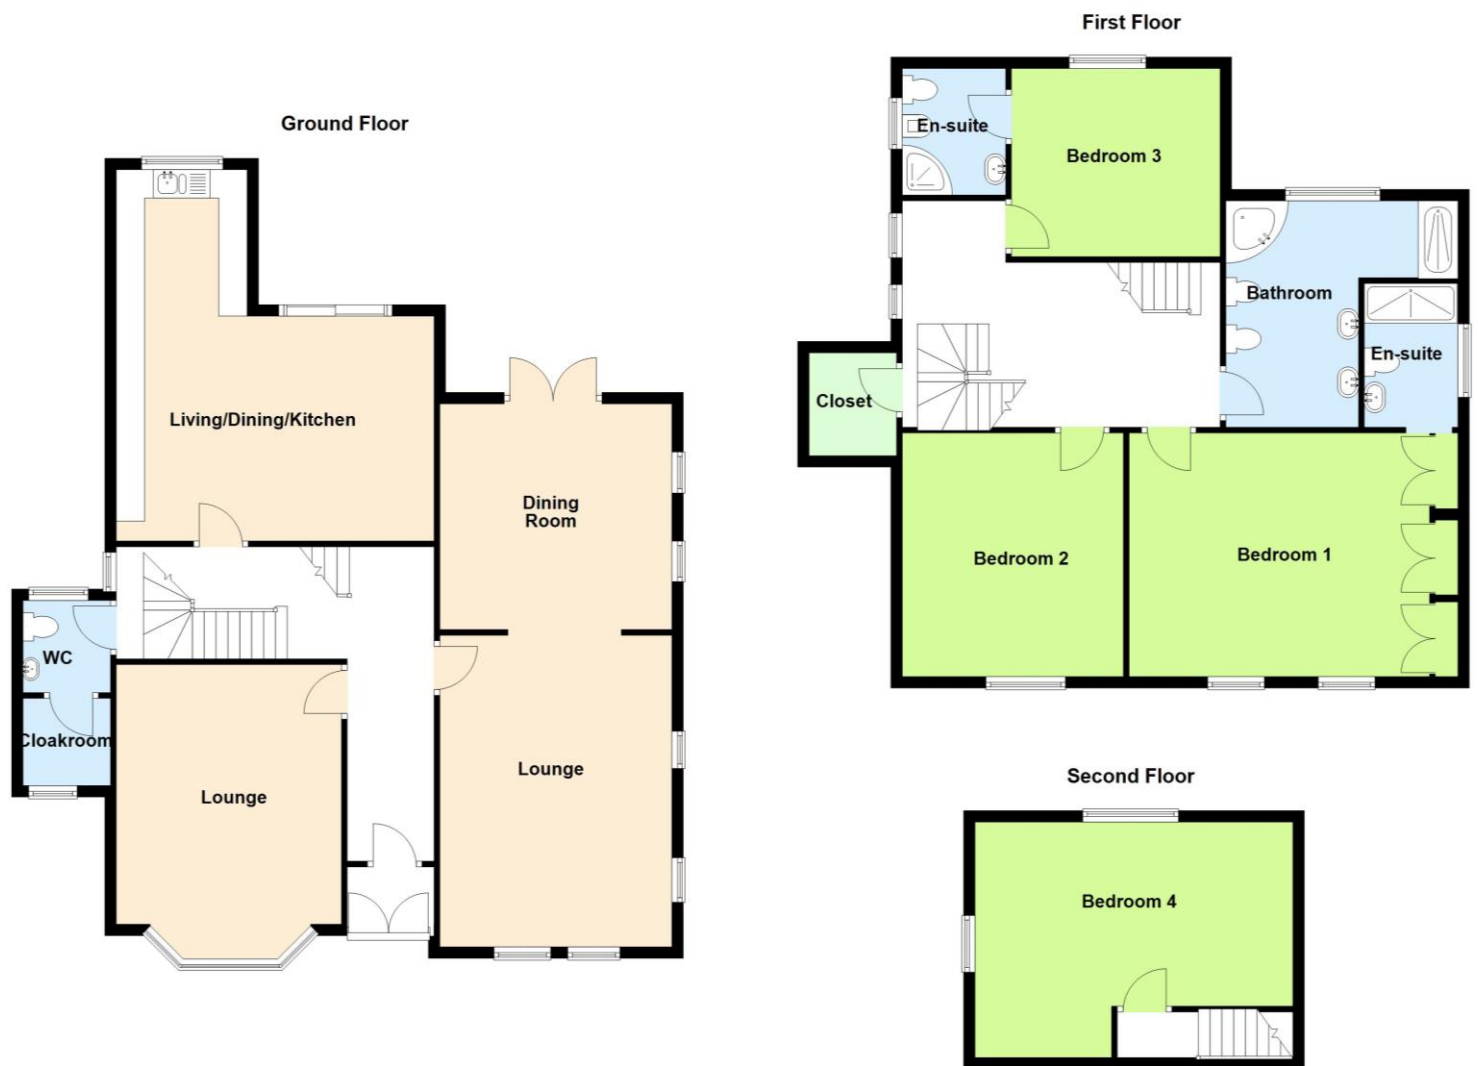 Ground Floor
Living/Dining/Kitchen
Dining
Room
WC
Cloakroom
Lounge
Lounge
First Floor
En-suite
Bedroom 3
Bathroom
En-suite
Closet
Bedroom 2
Bedroom 1
Second Floor
Bedroom 4